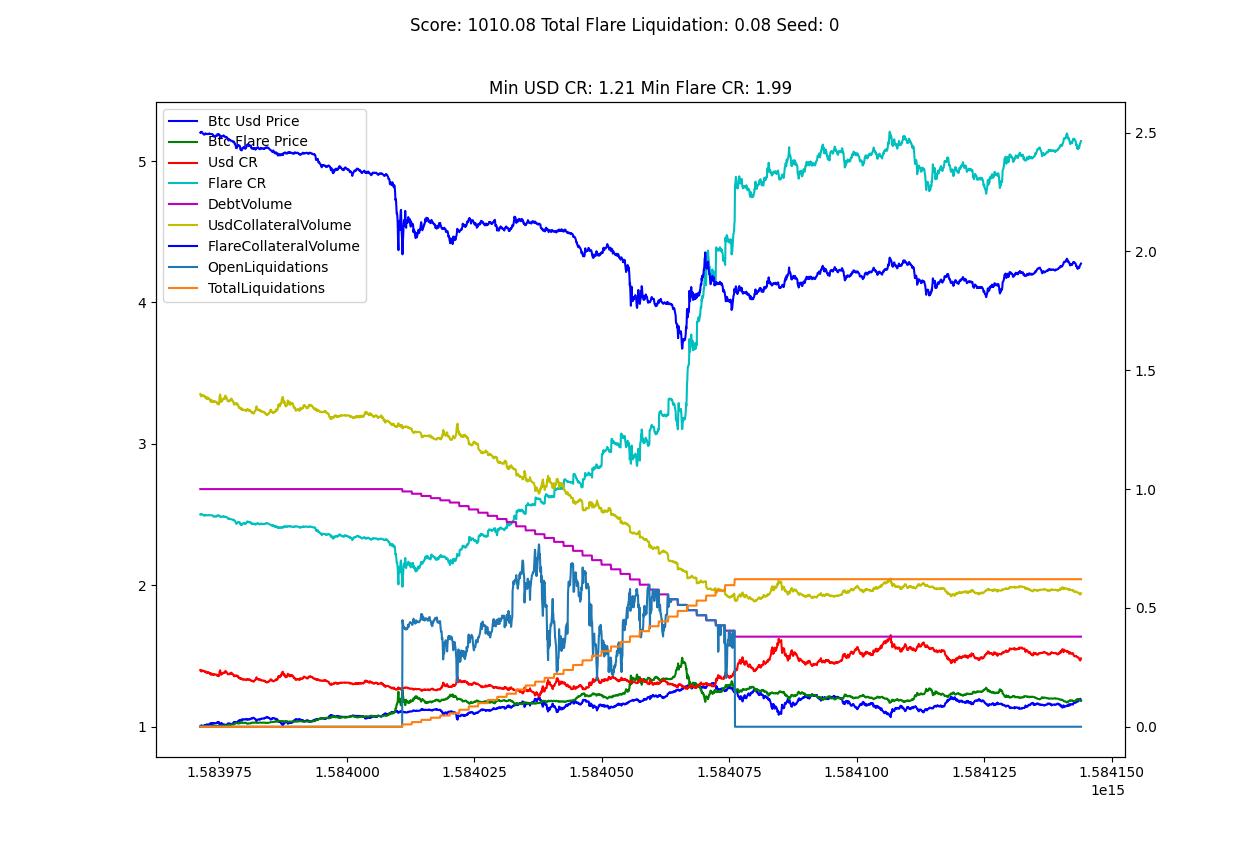 Score: 1010.08 Total Flare Liquidation: 0.08 Seed: 0
Min USD CR: 1.21 Min Flare CR: 1.99
Btc Usd Price
Btc Flare Price
Usd CR
Flare CR
DebtVolume
UsdCollateralVolume
FlareCollateralVolume
OpenLiquidations
TotalLiquidations
5
4
3
2
1
2.5
2.0
1.5
1.0
0.5
0.0
1.583975 1.584000 1.584025 1.584050 1.584075 1.584100 1.584125 1.584150
1e15